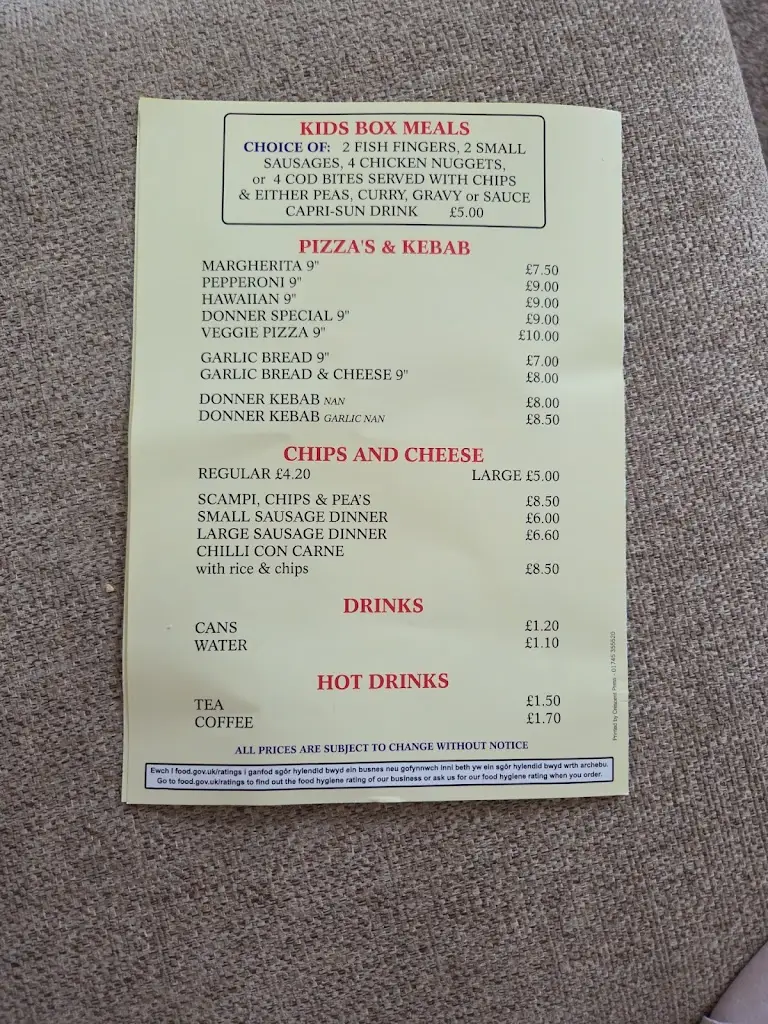 KIDS BOX MEALS
CHOICE OF: 2 FISH FINGERS, 2 SMALL
SAUSAGES, 4 CHICKEN NUGGETS,
or 4 COD BITES SERVED WITH CHIPS
& EITHER PEAS, CURRY, GRAVY or SAUCE
CAPRI-SUN DRINK £5.00
PIZZA'S & KEBAB
MARGHERITA 9" £7.50
PEPPERONI 9" £9.00
HAWAIIAN 9" £9.00
DONNER SPECIAL 9" £9.00
VEGGIE PIZZA 9" £10.00
GARLIC BREAD 9" £7.00
GARLIC BREAD & CHEESE 9" £8.00
DONNER KEBAB NAN £8.00
DONNER KEBAB GARLIC NAN £8.50
CHIPS AND CHEESE
REGULAR £4.20 LARGE £5.00
SCAMPI, CHIPS & PEA'S £8.50
SMALL SAUSAGE DINNER £6.00
LARGE SAUSAGE DINNER £6.60
CHILLI CON CARNE
with rice & chips £8.50
DRINKS
CANS £1.20
WATER £1.10
HOT DRINKS
TEA £1.50
COFFEE £1.70
ALL PRICES ARE SUBJECT TO CHANGE WITHOUT NOTICE
Ewch I food.gov.uk/ratings i ganfod sgôr hylendid bwyd ein busnes neu gofynnwch inni beth yw ein sgôr hylendid bwyd wrth archebu.
Go to food.gov.uk/ratings to find out the food hygiene rating of our business or ask us for our food hygiene rating when you order.
Printed by Crescent Press - 01745 355520